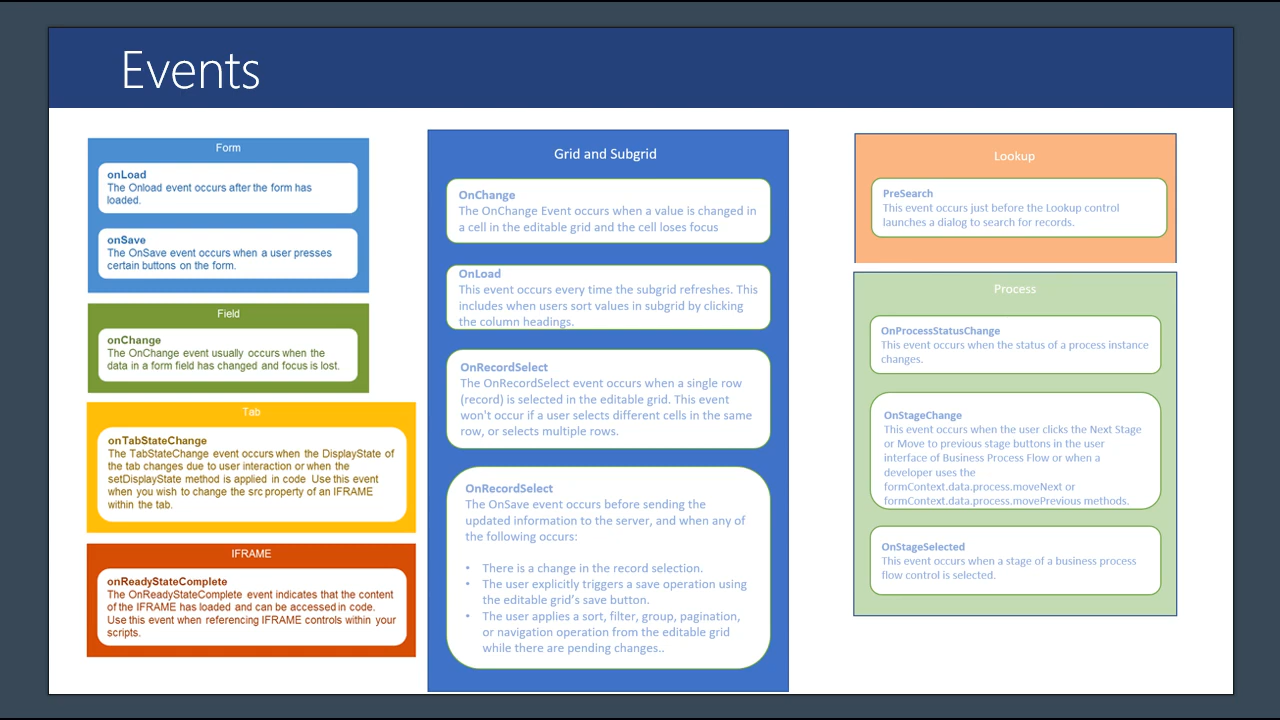 Events
Form
onLoad
The Onload event occurs after the form has
loaded.
onSave
The OnSave event occurs when a user presses
certain buttons on the form.
Field
onChange
The OnChange event usually occurs when the
data in a form field has changed and focus is lost.
Tab
onTabStateChange
The TabStateChange event occurs when the DisplayState of
the tab changes due to user interaction or when the
setDisplayState method is applied in code Use this event
when you wish to change the src property of an IFRAME
within the tab.
IFRAME
onReadyStateComplete
The OnReadyStateComplete event indicates that the content
of the IFRAME has loaded and can be accessed in code.
Use this event when referencing IFRAME controls within your
scripts.
Grid and Subgrid
OnChange
The OnChange Event occurs when a value is changed in
a cell in the editable grid and the cell loses focus
OnLoad
This event occurs every time the subgrid refreshes. This
includes when users sort values in subgrid by clicking
the column headings.
OnRecordSelect
The OnRecordSelect event occurs when a single row
(record) is selected in the editable grid. This event
won't occur if a user selects different cells in the same
row, or selects multiple rows.
OnRecordSelect
The OnSave event occurs before sending the
updated information to the server, and when any of
the following occurs:
• There is a change in the record selection.
• The user explicitly triggers a save operation using
the editable grid's save button.
• The user applies a sort, filter, group, pagination,
or navigation operation from the editable grid
while there are pending changes..
Lookup
PreSearch
This event occurs just before the Lookup control
launches a dialog to search for records.
Process
OnProcessStatusChange
This event occurs when the status of a process instance
changes.
OnStageChange
This event occurs when the user clicks the Next Stage
or Move to previous stage buttons in the user
interface of Business Process Flow or when a
developer uses the
formContext.data.process.moveNext or
formContext.data.process.movePrevious methods.
OnStageSelected
This event occurs when a stage of a business process
flow control is selected.